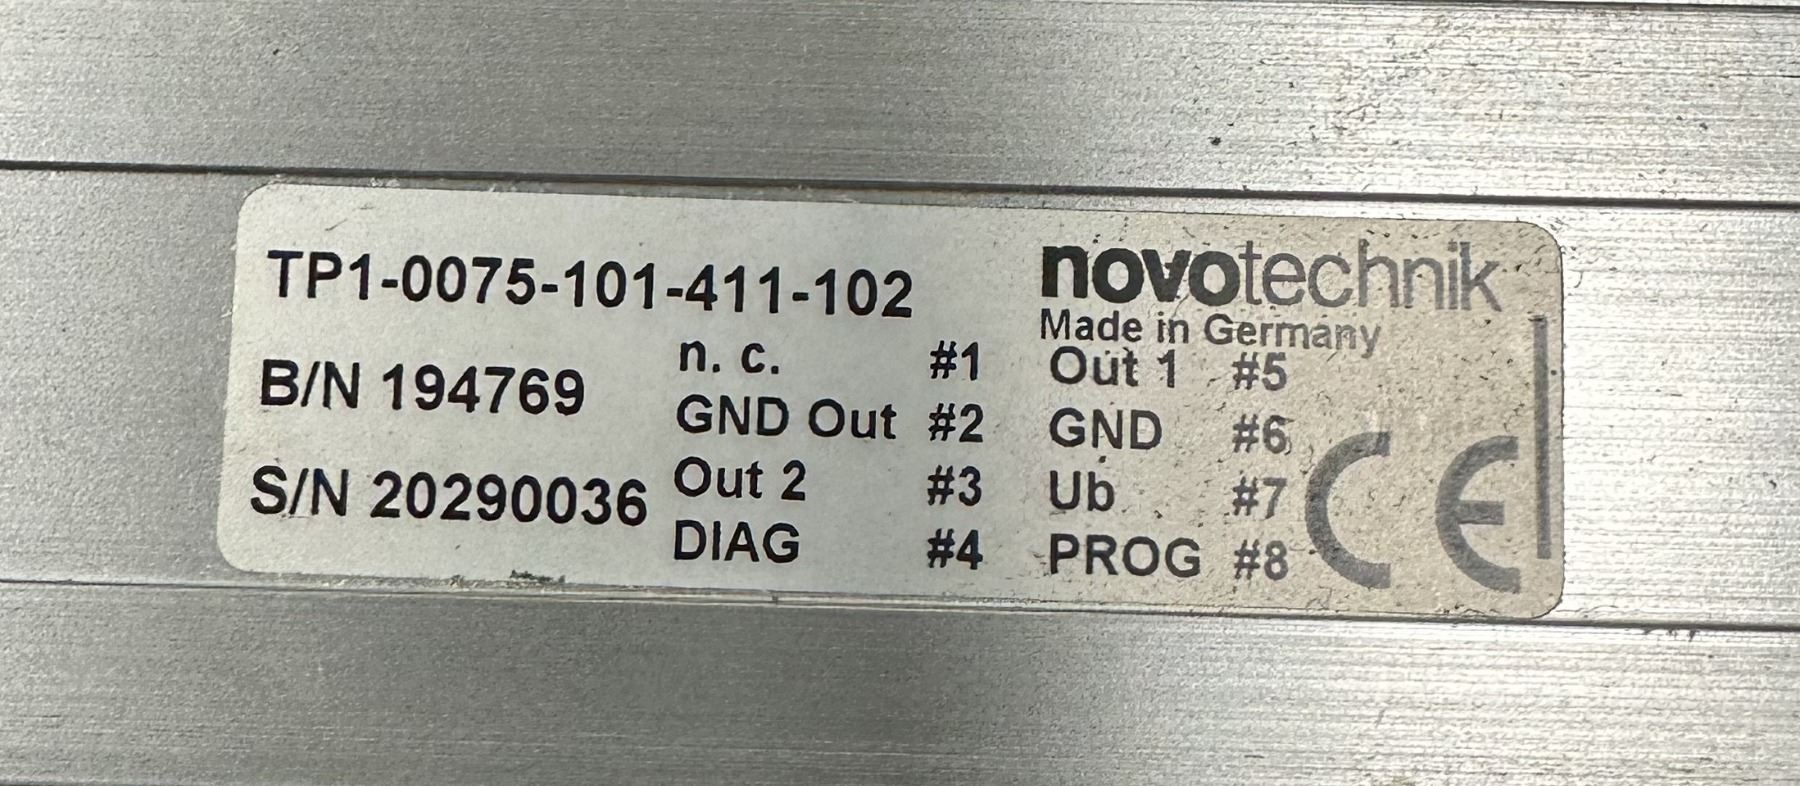 TP1-0075-101-411-102
B/N 194769
S/N 20290036
n. c. #1
GND Out #2
Out 2 #3
DIAG #4
novotechnik
Made in Germany
Out 1 #5
GND #6
Ub #7
PROG #8
CE